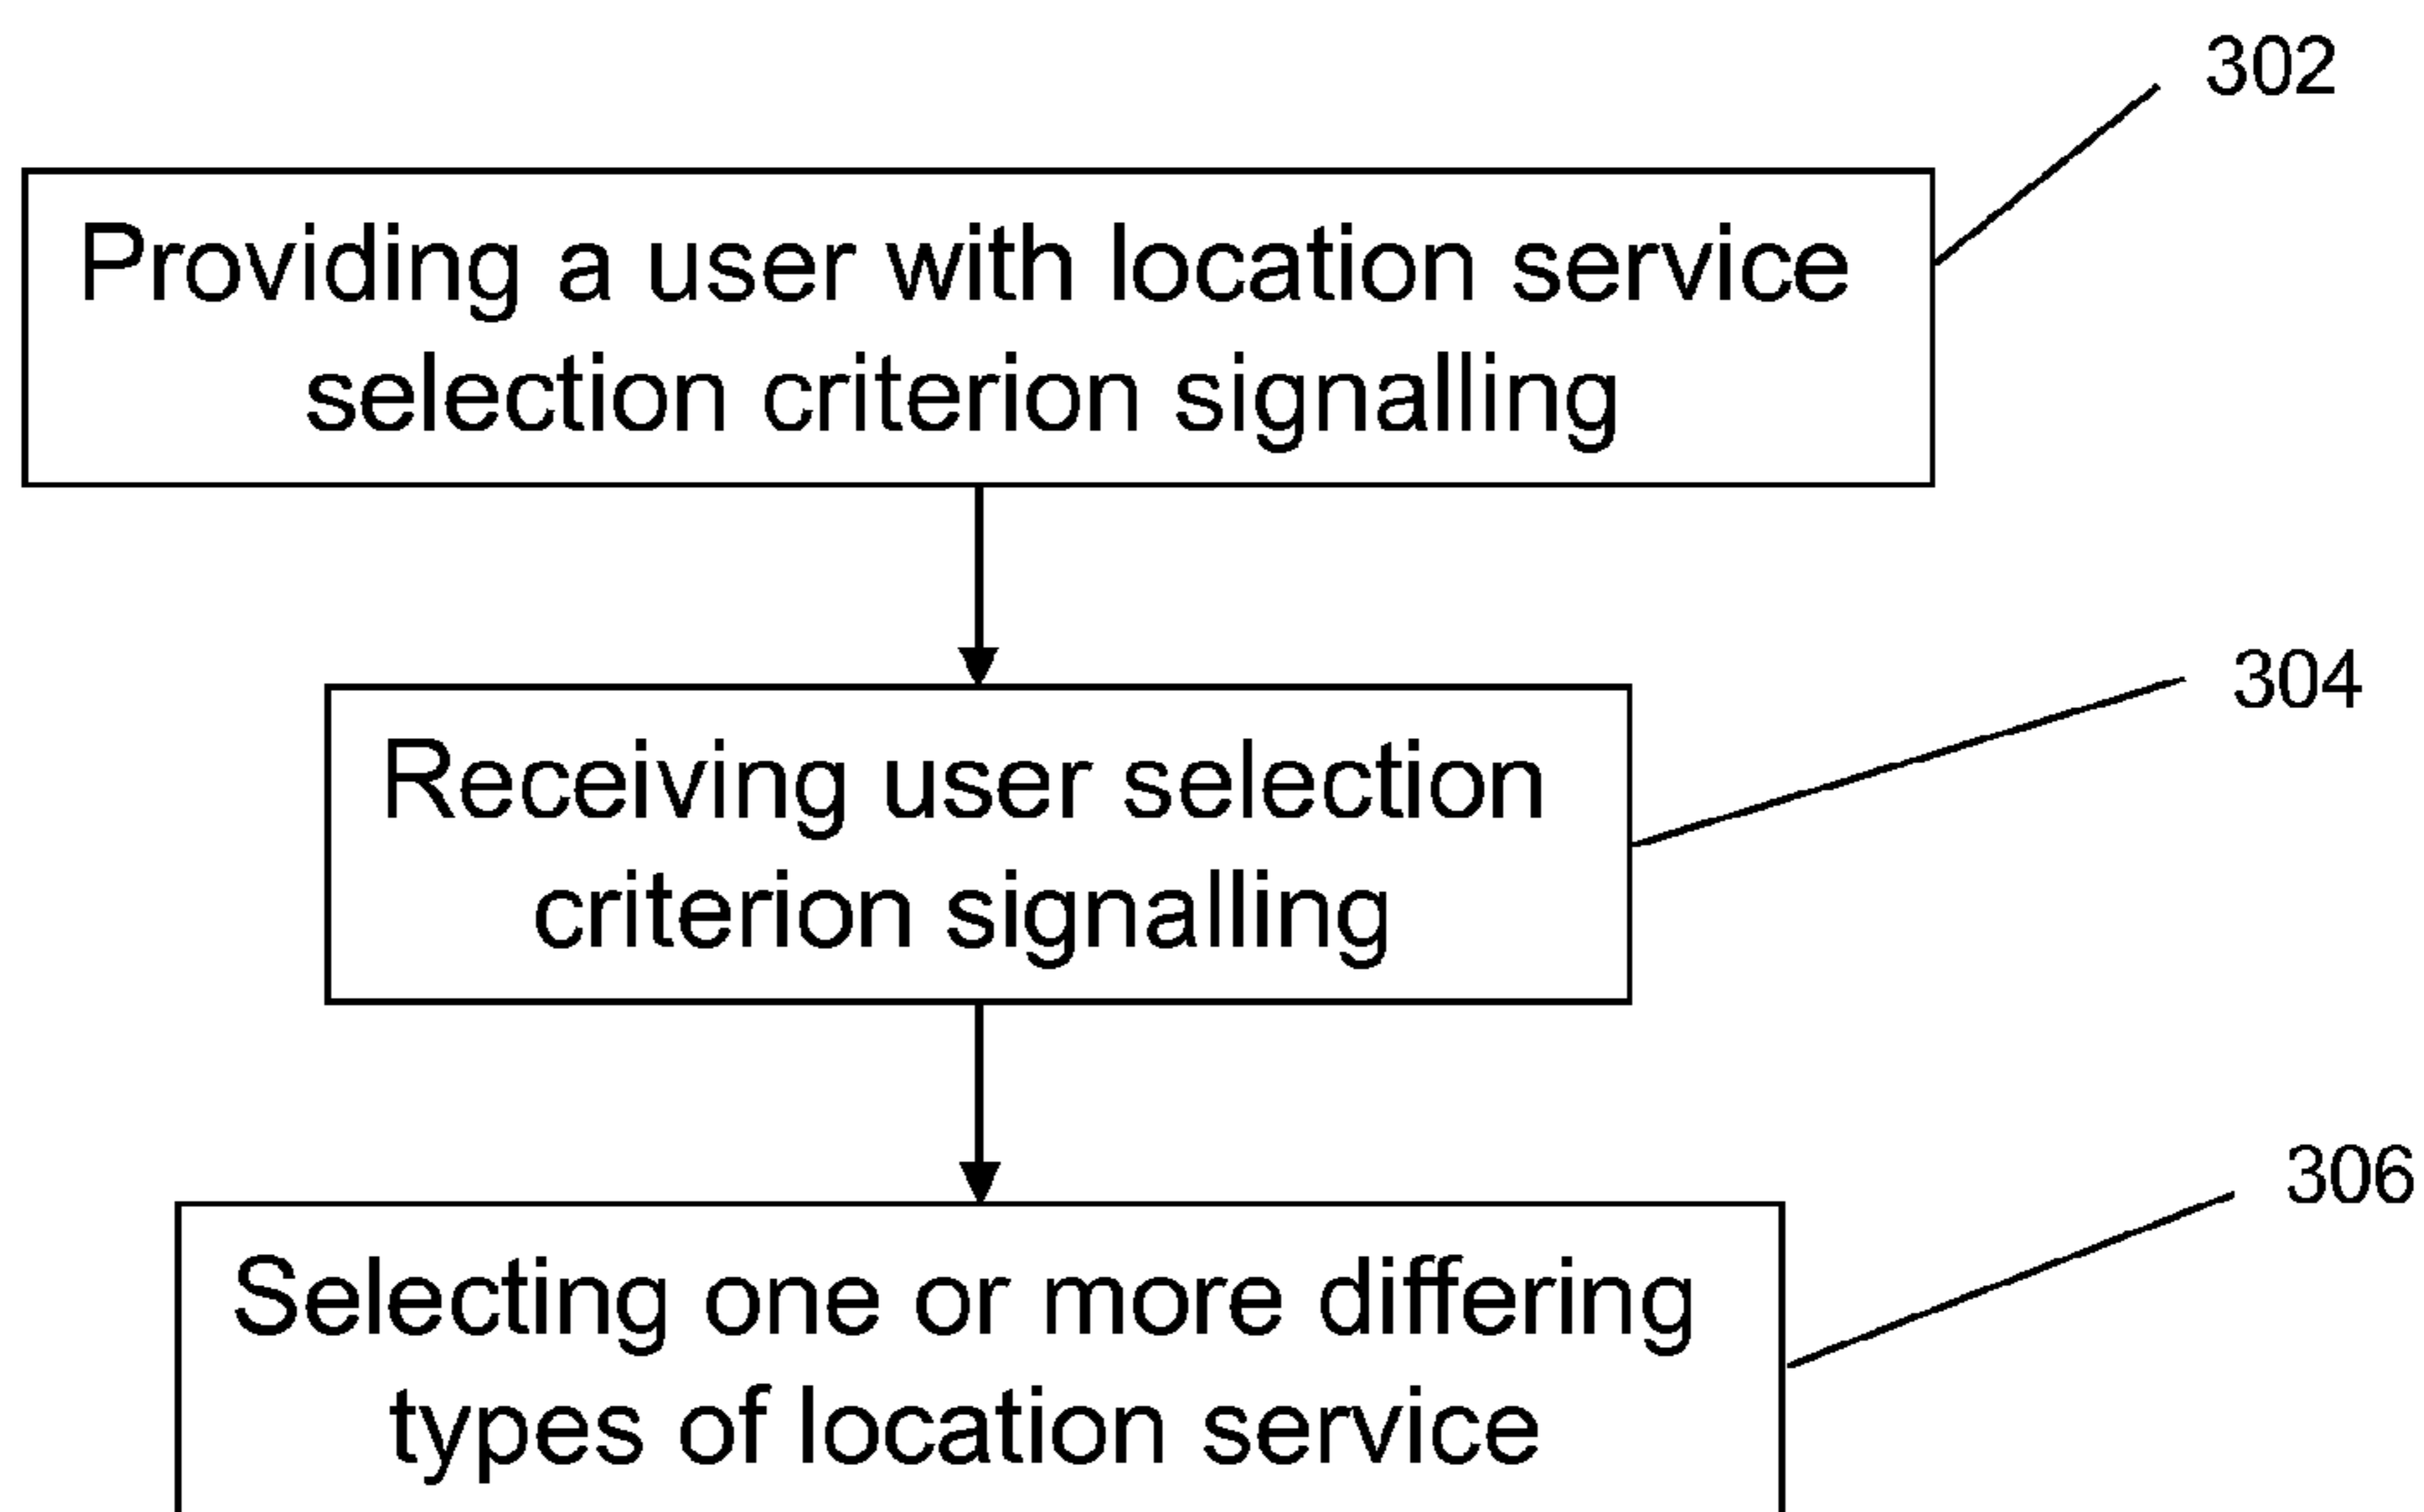 302
Providing a user with location service
selection criterion signalling
304
Receiving user selection
criterion signalling
306
Selecting one or more differing
types of location service